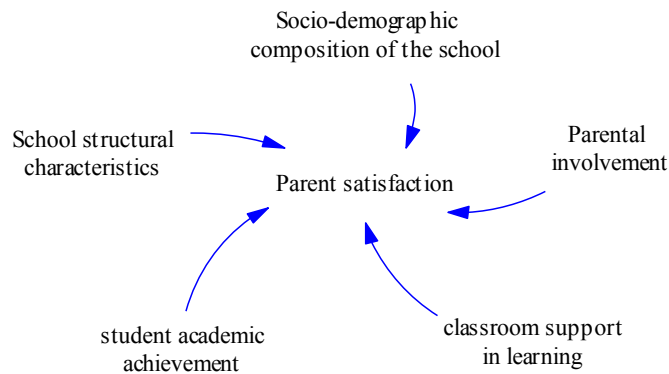 Socio-demographic
composition of the school
School structural
characteristics
Parental
involvement
Parent satisfaction
student academic
achievement
classroom support
in learning